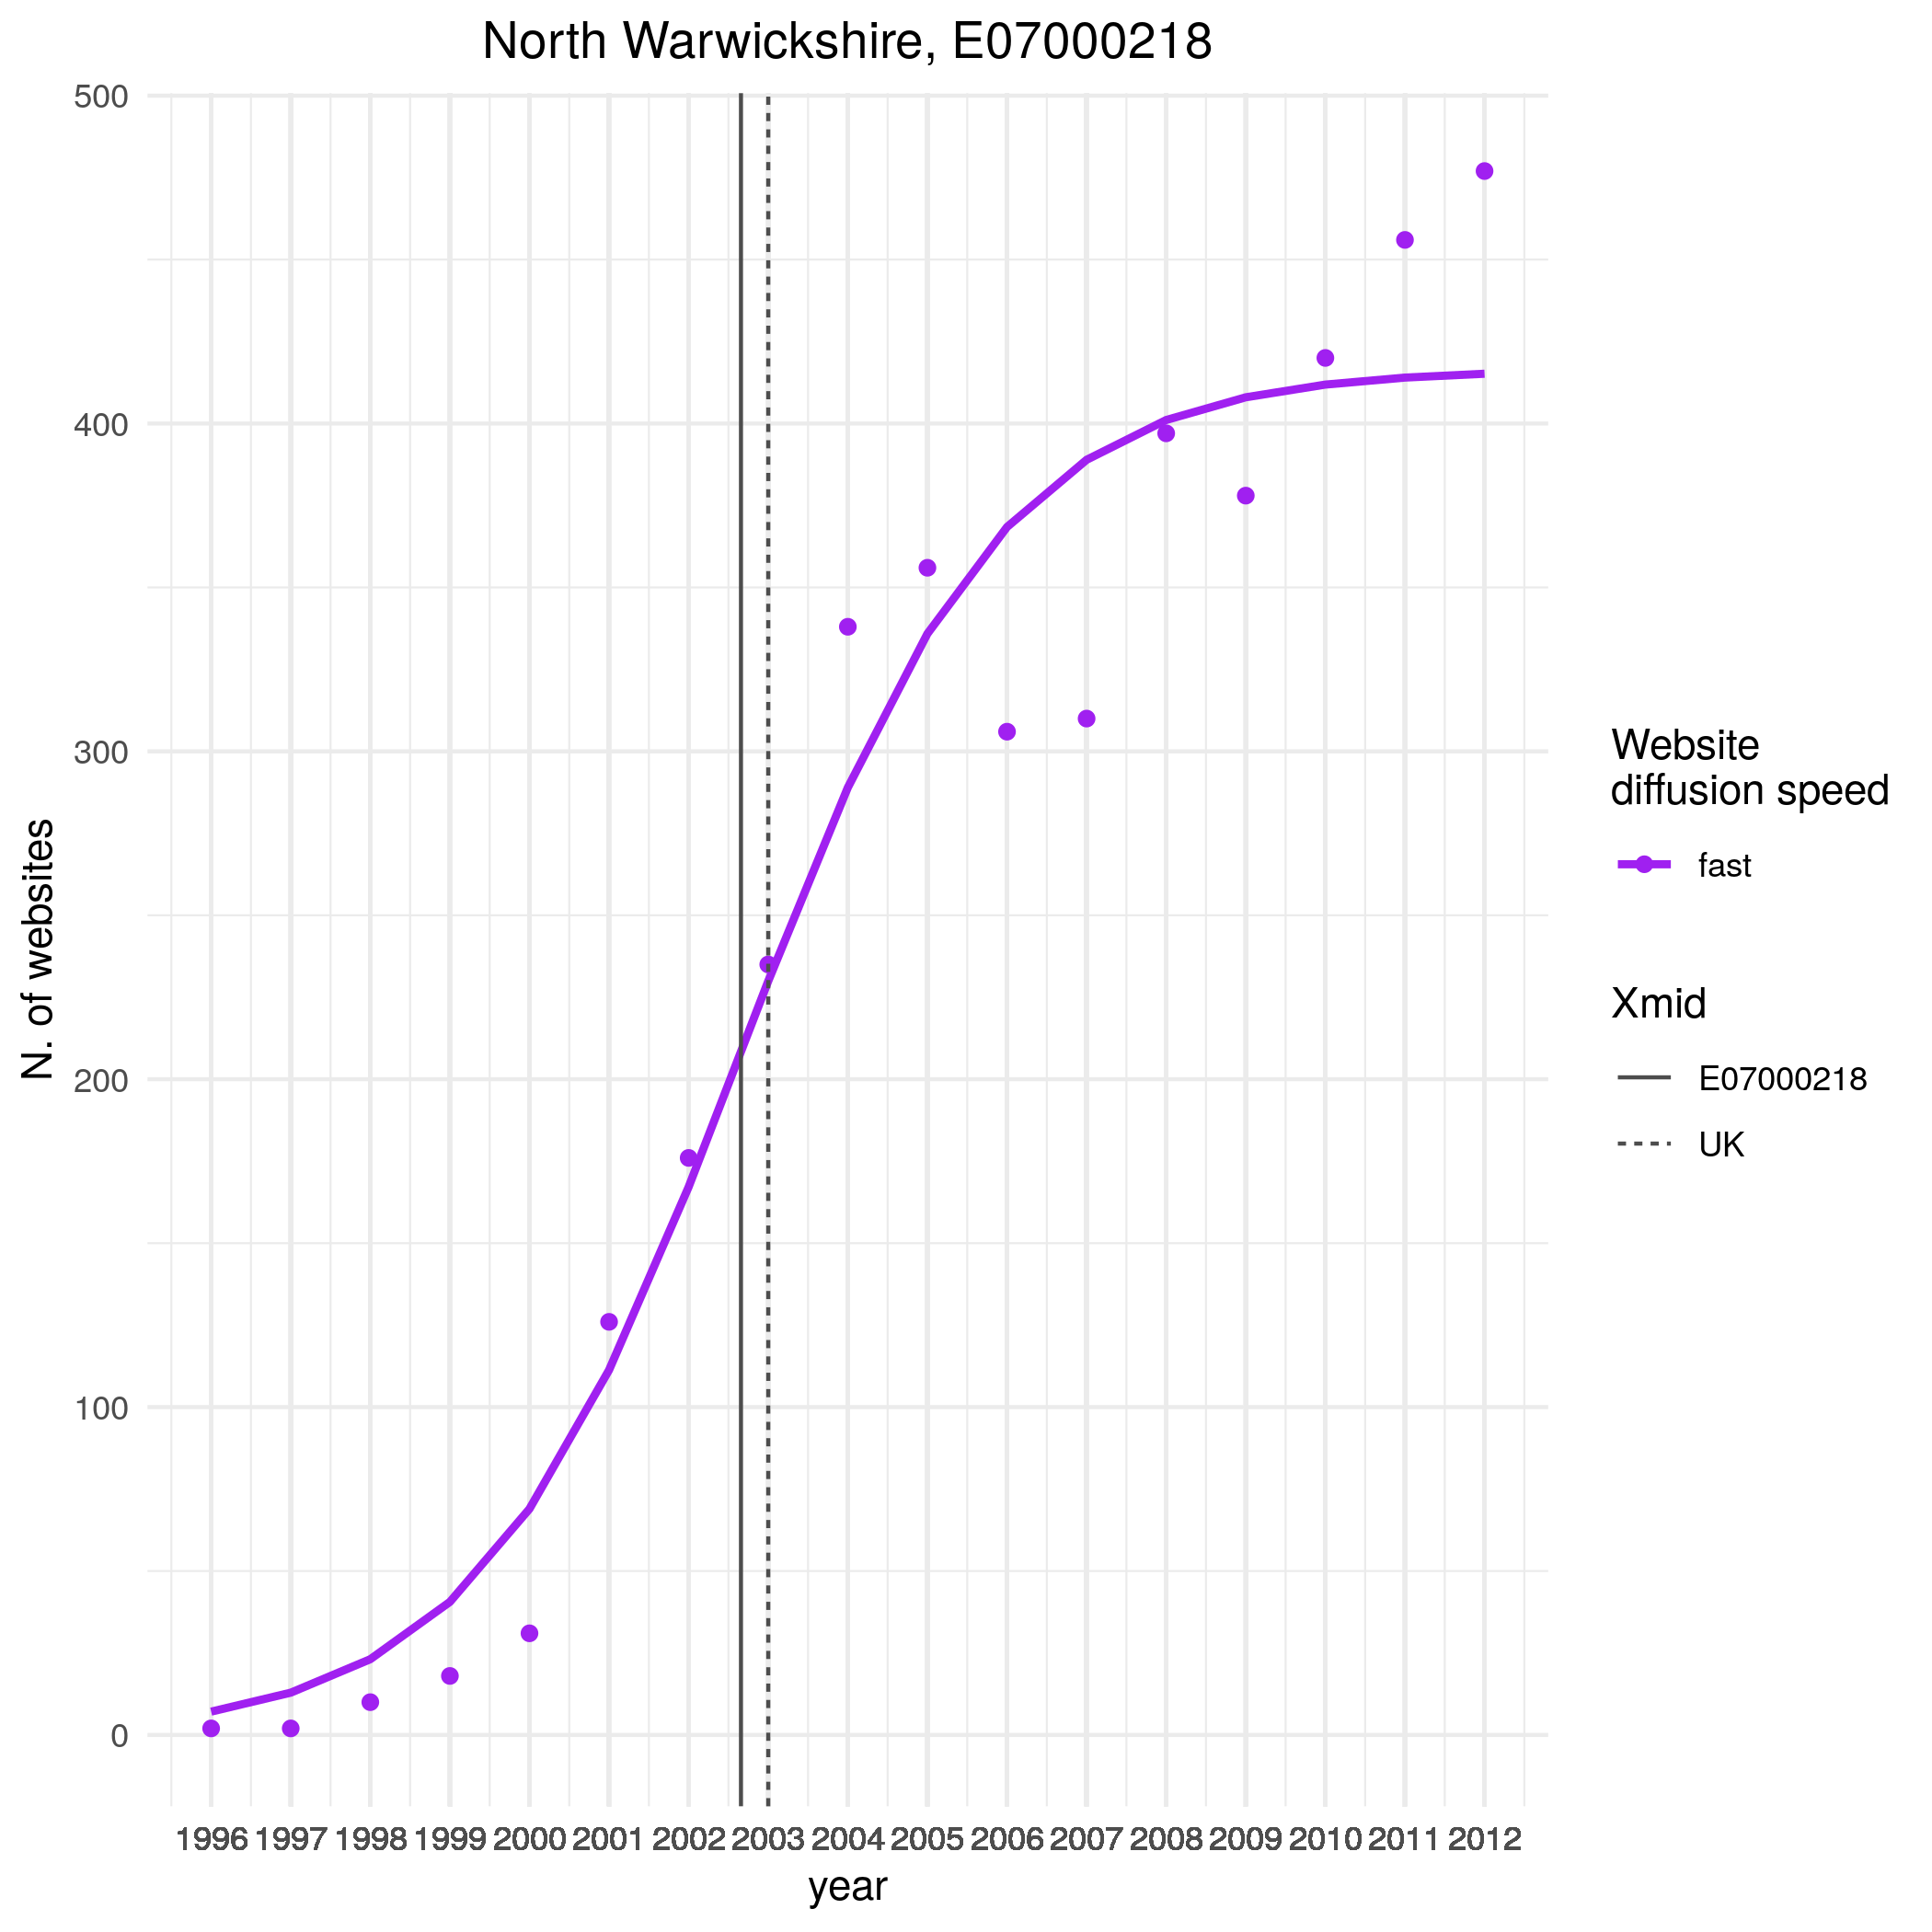 North Warwickshire, E07000218
500
400
300
200
100
0
N. of websites
1996 1997 1998 1999 2000 2001 2002 2003 2004 2005 2006 2007 2008 2009 2010 2011 2012
year
Website
diffusion speed
fast
Xmid
E07000218
UK